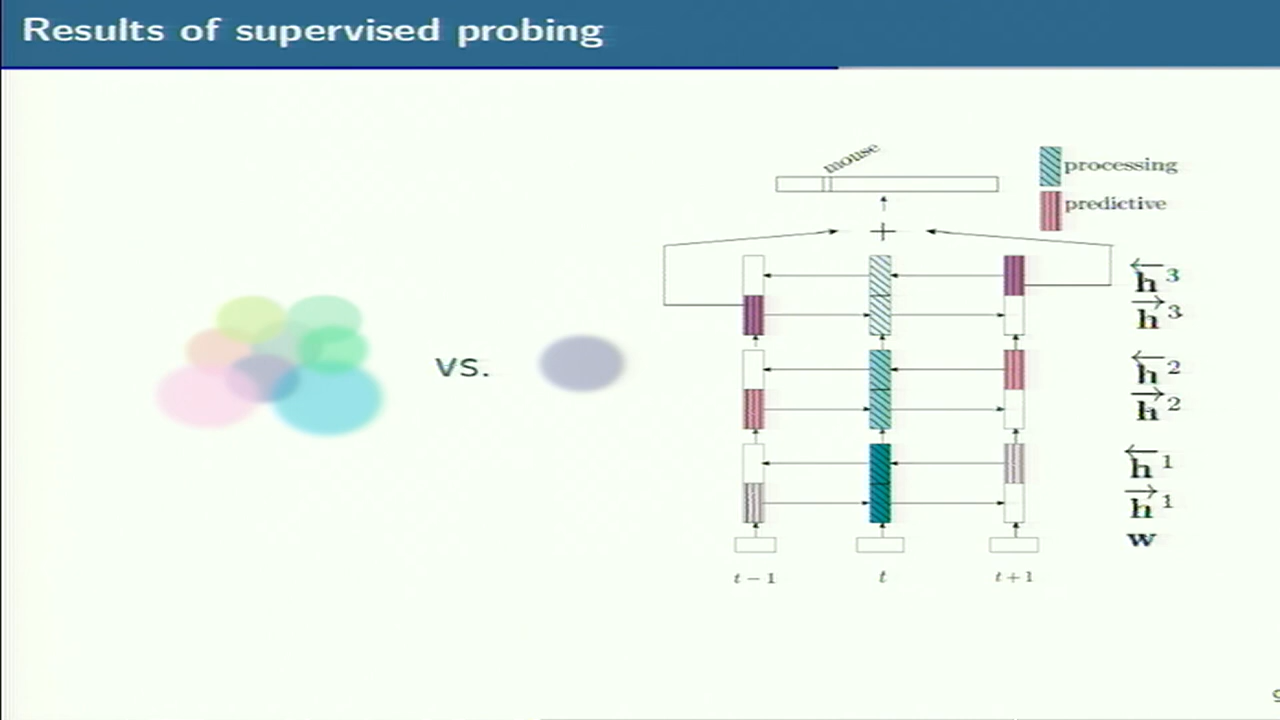 Results of supervised probing
mouse
processing
predictive
+
h 3
h 3
vs.
h 2
h 2
h 1
h 1
w
t − 1
t
t + 1